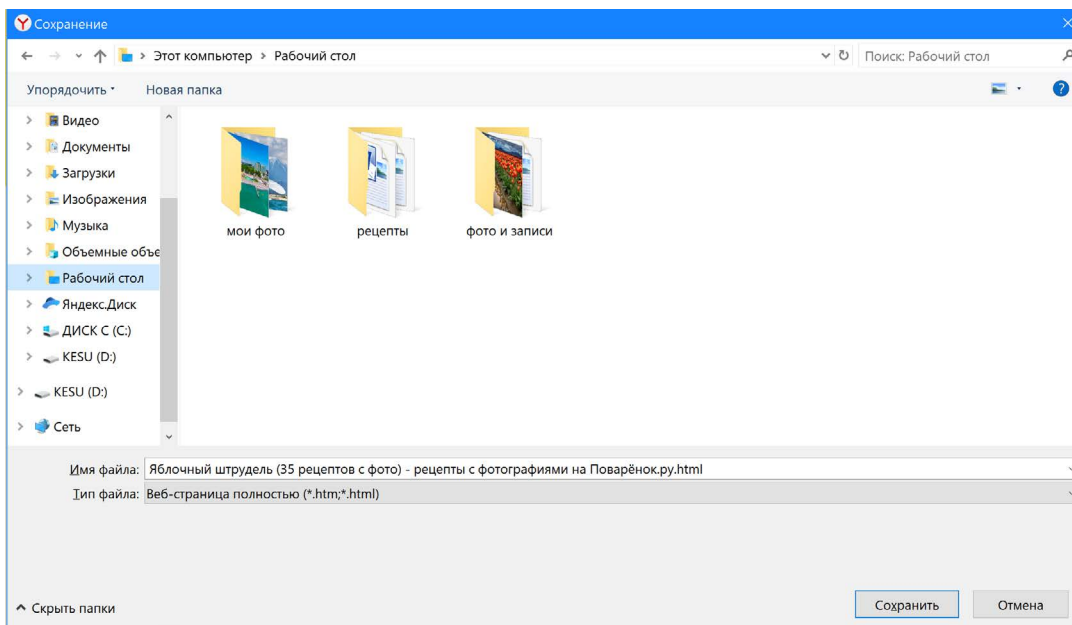 Сохранение
Этот компьютер > Рабочий стол
Поиск: Рабочий стол
Упорядочить
Новая папка
Видео
Документы
Загрузки
Изображения
Музыка
Объемные объе
Рабочий стол
Яндекс.Диск
ДИСК C (C:)
KESU (D:)
KESU (D:)
Сеть
мои фото
рецепты
фото и записи
Имя файла: Яблочный штрудель (35 рецептов с фото) - рецепты с фотографиями на Поварёнок.ру.html
Тип файла: Веб-страница полностью (*.htm;*.html)
Скрыть папки
Сохранить
Отмена